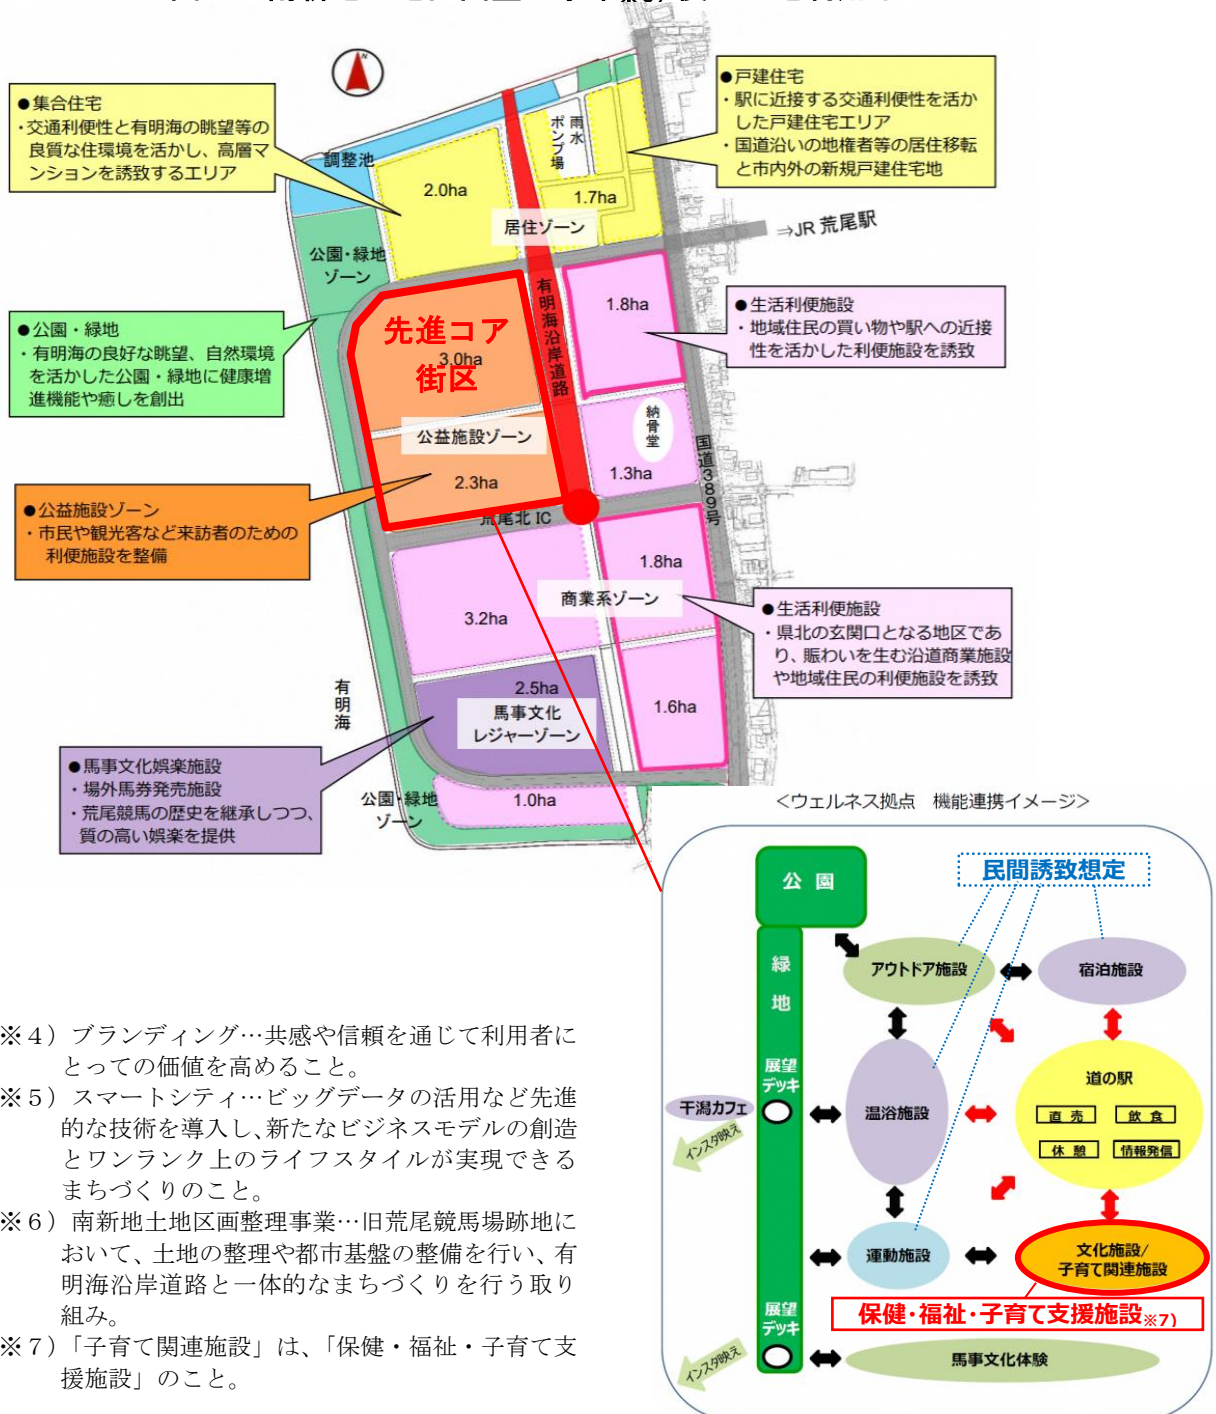 N
●集合住宅
・交通利便性と有明海の眺望等の
良質な住環境を活かし、高層マ
ンションを誘致するエリア
●戸建住宅
・駅に近接する交通利便性を活か
した戸建住宅エリア
・国道沿いの地権者等の居住移転
と市内外の新規戸建住宅地
調整池
雨水
ポンプ場
2.0ha
1.7ha
居住ゾーン
⇒JR 荒尾駅
公園・緑地
ゾーン
有明海沿岸道路
●公園・緑地
・有明海の良好な眺望、自然環境
を活かした公園・緑地に健康増
進機能や癒しを創出
先進コア
3.0ha
街区
1.8ha
●生活利便施設
・地域住民の買い物や駅への近接
性を活かした利便施設を誘致
公益施設ゾーン
2.3ha
納骨堂
1.3ha
国道389号
●公益施設ゾーン
・市民や観光客など来訪者のための
利便施設を整備
荒尾北 IC
1.8ha
商業系ゾーン
3.2ha
1.6ha
●生活利便施設
・県北の玄関口となる地区であ
り、賑わいを生む沿道商業施設
や地域住民の利便施設を誘致
有明海
2.5ha
馬事文化
レジャーゾーン
●馬事文化娯楽施設
・場外馬券発売施設
・荒尾競馬の歴史を継承しつつ、
質の高い娯楽を提供
公園・緑地
ゾーン
1.0ha
＜ウェルネス拠点 機能連携イメージ＞
民間誘致想定
公 園
緑
地
アウトドア施設
宿泊施設
展望
デッキ
干潟カフェ
インスタ映え
温浴施設
道の駅
直 売
飲 食
休 憩
情報発信
運動施設
文化施設/
子育て関連施設
保健・福祉・子育て支援施設※7)
展望
デッキ
インスタ映え
馬事文化体験
※４）ブランディング…共感や信頼を通じて利用者に
とっての価値を高めること。
※５）スマートシティ…ビッグデータの活用など先進
的な技術を導入し、新たなビジネスモデルの創造
とワンランク上のライフスタイルが実現できる
まちづくりのこと。
※６）南新地土地区画整理事業…旧荒尾競馬場跡地に
おいて、土地の整理や都市基盤の整備を行い、有
明海沿岸道路と一体的なまちづくりを行う取り
組み。
※７）「子育て関連施設」は、「保健・福祉・子育て支
援施設」のこと。